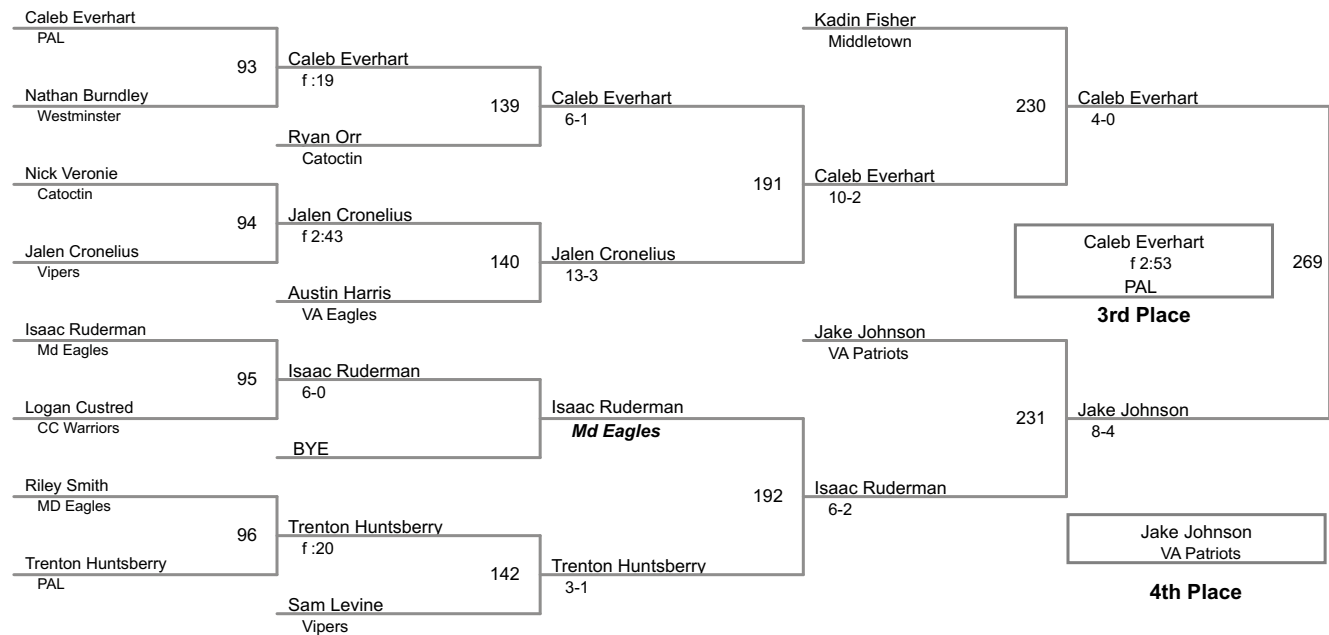 Caleb Everhart
PAL
93
Nathan Burndley
Westminster
Nick Veronie
Catoctin
94
Jalen Cronelius
Vipers
Isaac Ruderman
Md Eagles
95
Logan Custred
CC Warriors
Riley Smith
MD Eagles
96
Trenton Huntsberry
PAL
Caleb Everhart
f :19
139
Ryan Orr
Catoctin
Jalen Cronelius
f 2:43
140
Austin Harris
VA Eagles
Isaac Ruderman
6-0
BYE
Trenton Huntsberry
f :20
142
Sam Levine
Vipers
Caleb Everhart
6-1
191
Jalen Cronelius
13-3
Isaac Ruderman
Md Eagles
192
Trenton Huntsberry
3-1
Kadin Fisher
Middletown
230
Caleb Everhart
10-2
Jake Johnson
VA Patriots
231
Isaac Ruderman
6-2
Caleb Everhart
4-0
Caleb Everhart
f 2:53
PAL
269
3rd Place
Jake Johnson
8-4
Jake Johnson
VA Patriots
4th Place